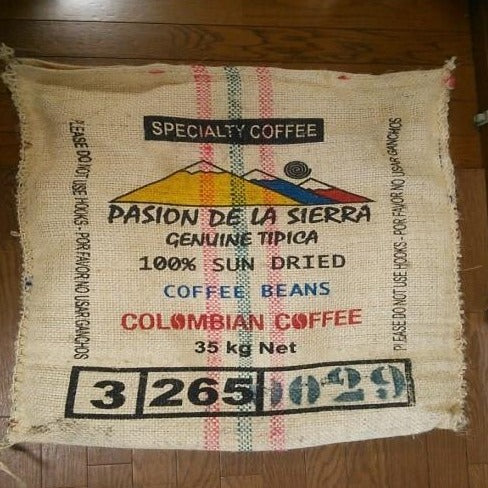 SPECIALTY COFFEE
PASION DE LA SIERRA
GENUINE TIPICA
100% SUN DRIED
COFFEE BEANS
COLOMBIAN COFFEE
35 kg Net
3 265 0029
PLEASE DO NOT USE HOOKS - POR FAVOR NO USAR GANCHOS
PLEASE DO NOT USE HOOKS - POR FAVOR NO USAR GANCHOS